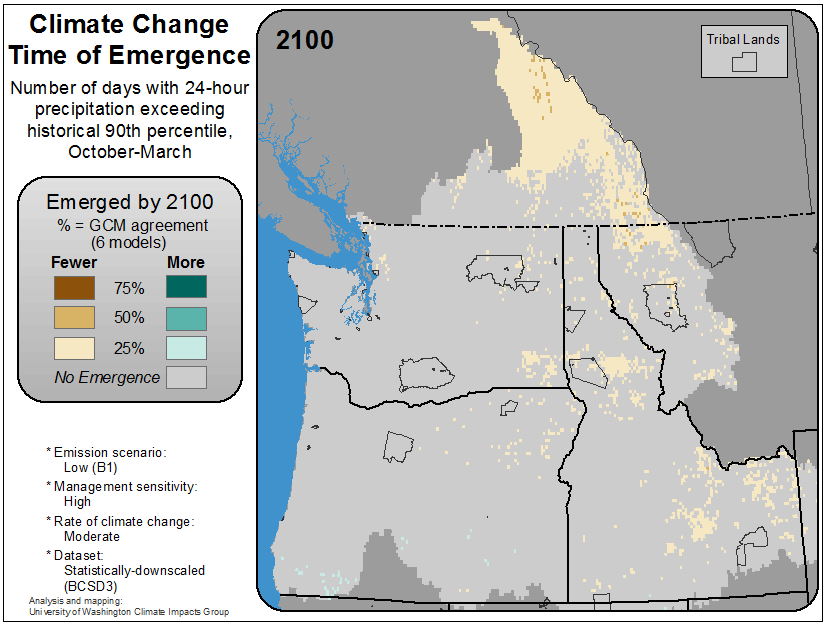 Climate Change
Time of Emergence
Number of days with 24-hour
precipitation exceeding
historical 90th percentile,
October-March
Emerged by 2100
% = GCM agreement
(6 models)
Fewer More
75%
50%
25%
No Emergence
* Emission scenario:
Low (B1)
* Management sensitivity:
High
* Rate of climate change:
Moderate
* Dataset:
Statistically-downscaled
(BCSD3)
Analysis and mapping:
University of Washington Climate Impacts Group
2100
Tribal Lands